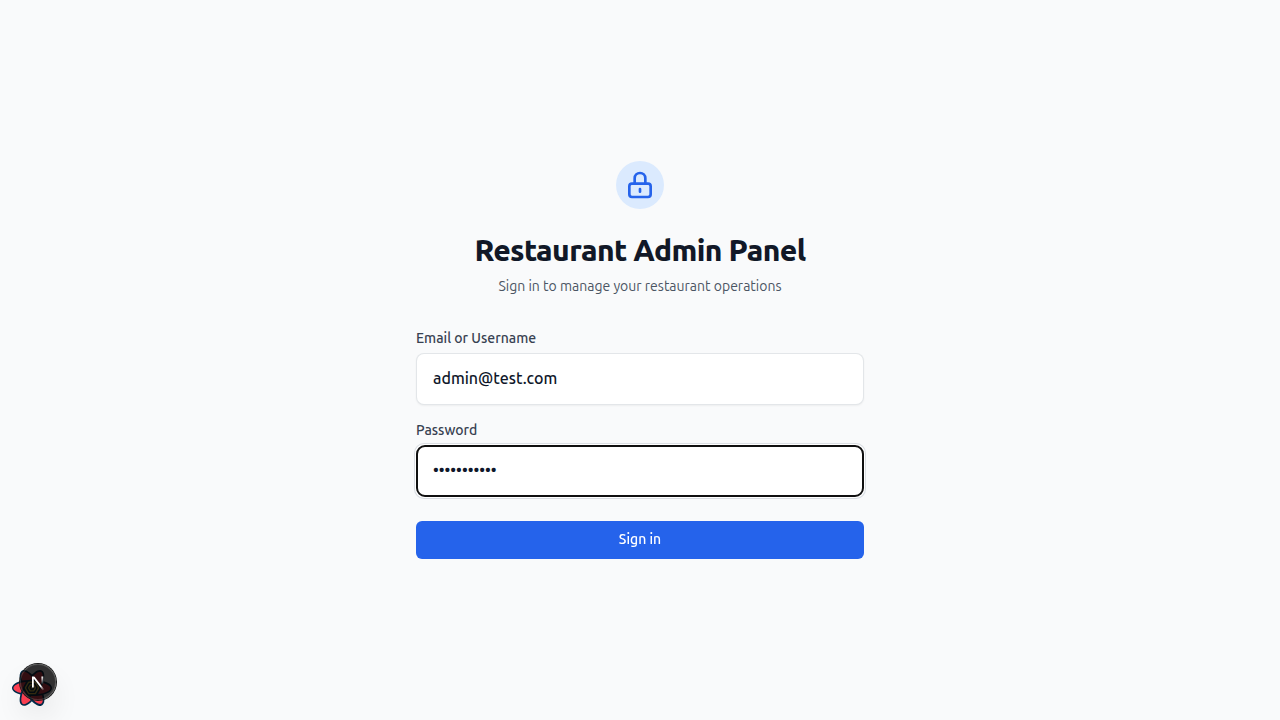 Restaurant Admin Panel
Sign in to manage your restaurant operations
Email or Username
admin@test.com
Password
•••••••••••
Sign in
N